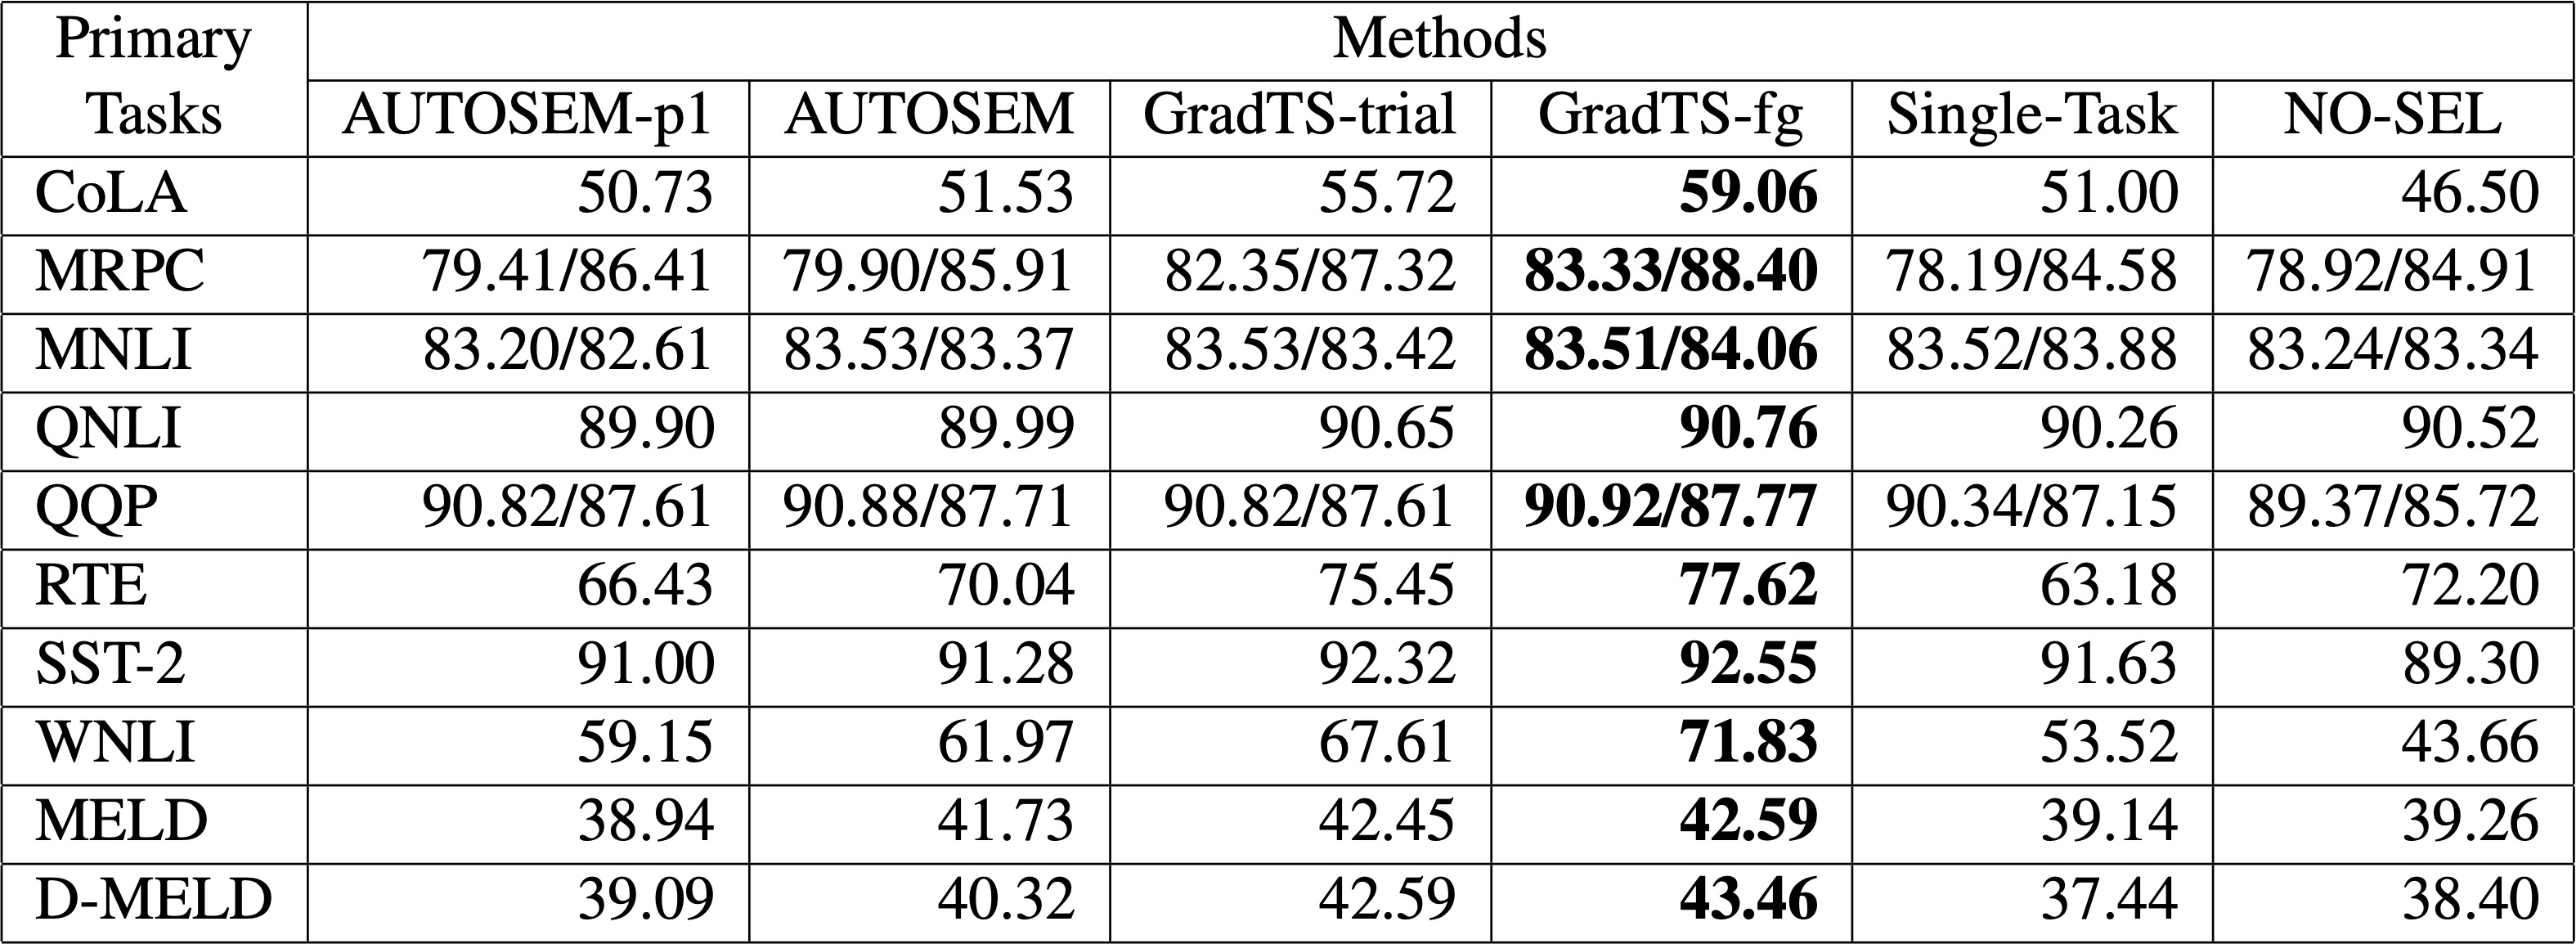 Primary Tasks Methods
AUTOSEM-p1 AUTOSEM GradTS-trial GradTS-fg Single-Task NO-SEL
CoLA 50.73 51.53 55.72 59.06 51.00 46.50
MRPC 79.41/86.41 79.90/85.91 82.35/87.32 83.33/88.40 78.19/84.58 78.92/84.91
MNLI 83.20/82.61 83.53/83.37 83.53/83.42 83.51/84.06 83.52/83.88 83.24/83.34
QNLI 89.90 89.99 90.65 90.76 90.26 90.52
QQP 90.82/87.61 90.88/87.71 90.82/87.61 90.92/87.77 90.34/87.15 89.37/85.72
RTE 66.43 70.04 75.45 77.62 63.18 72.20
SST-2 91.00 91.28 92.32 92.55 91.63 89.30
WNLI 59.15 61.97 67.61 71.83 53.52 43.66
MELD 38.94 41.73 42.45 42.59 39.14 39.26
D-MELD 39.09 40.32 42.59 43.46 37.44 38.40